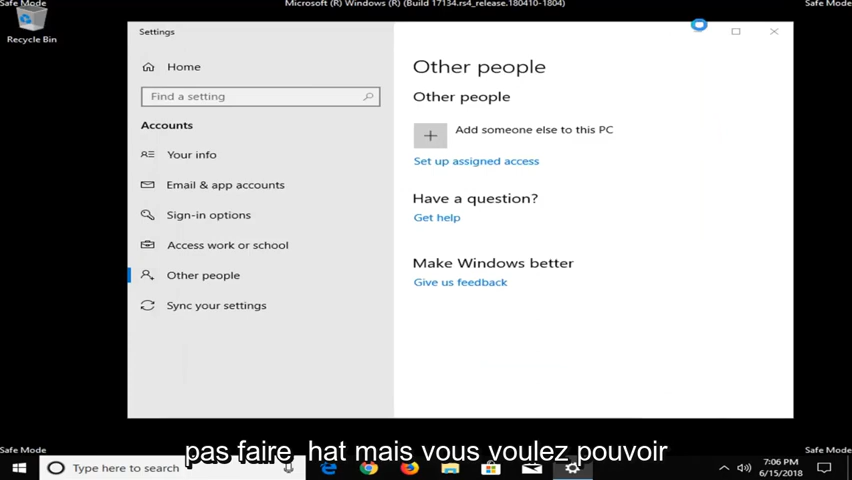 Safe Mode
Microsoft (R) Windows (R) (Build 17134.rs4_release.180410-1804)
Safe Mode
Recycle Bin
Settings
Home
Find a setting
Accounts
Your info
Email & app accounts
Sign-in options
Access work or school
Other people
Sync your settings
Other people
Other people
Add someone else to this PC
Set up assigned access
Have a question?
Get help
Make Windows better
Give us feedback
pas faire, hat mais vous voulez pouvoir
Safe Mode
Safe Mode
Type here to search
7:06 PM
6/15/2018